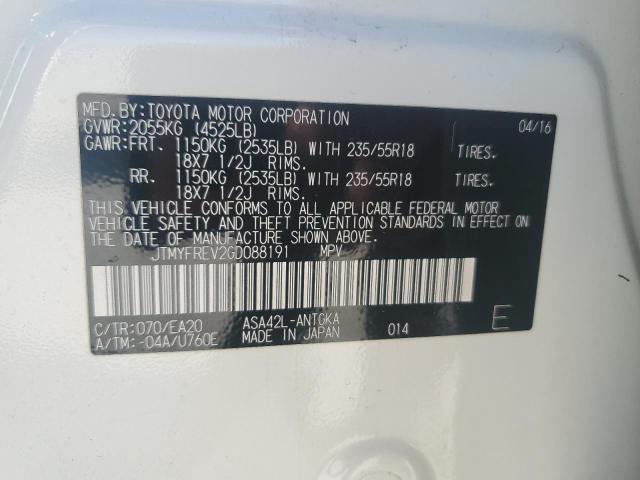 MFD.BY:TOYOTA MOTOR CORPORATION 04/16
GVWR:2055KG (4525LB)
GAWR:FRT. 1150KG (2535LB) WITH 235/55R18 TIRES.
18X7 1/2J RIMS.
RR. 1150KG (2535LB) WITH 235/55R18 TIRES.
18X7 1/2J RIMS.
THIS VEHICLE CONFORMS TO ALL APPLICABLE FEDERAL MOTOR
VEHICLE SAFETY AND THEFT PREVENTION STANDARDS IN EFFECT ON
THE DATE OF MANUFACTURE SHOWN ABOVE.
JTMYFREV2GD088191 MPV
C/TR:070/EA20 ASA42L-ANTGKA
A/TM:-04A/U760E MADE IN JAPAN 014 E